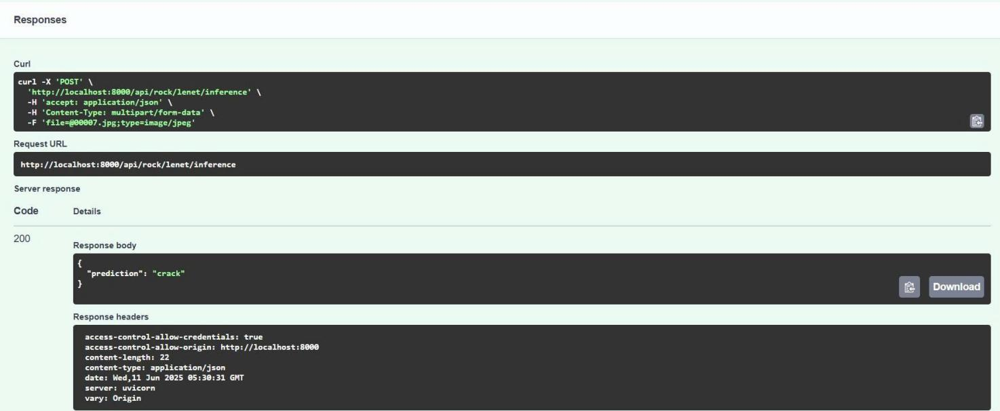 Responses
Curl
curl -X 'POST' \
'http://localhost:8000/api/rock/lenet/inference' \
-H 'accept: application/json' \
-H 'Content-Type: multipart/form-data' \
-F 'file=@00007.jpg;type=image/jpeg'
Request URL
http://localhost:8000/api/rock/lenet/inference
Server response
Code Details
200
Response body
{
"prediction": "crack"
}
Download
Response headers
access-control-allow-credentials: true
access-control-allow-origin: http://localhost:8000
content-length: 22
content-type: application/json
date: Wed,11 Jun 2025 05:30:31 GMT
server: uvicorn
vary: Origin